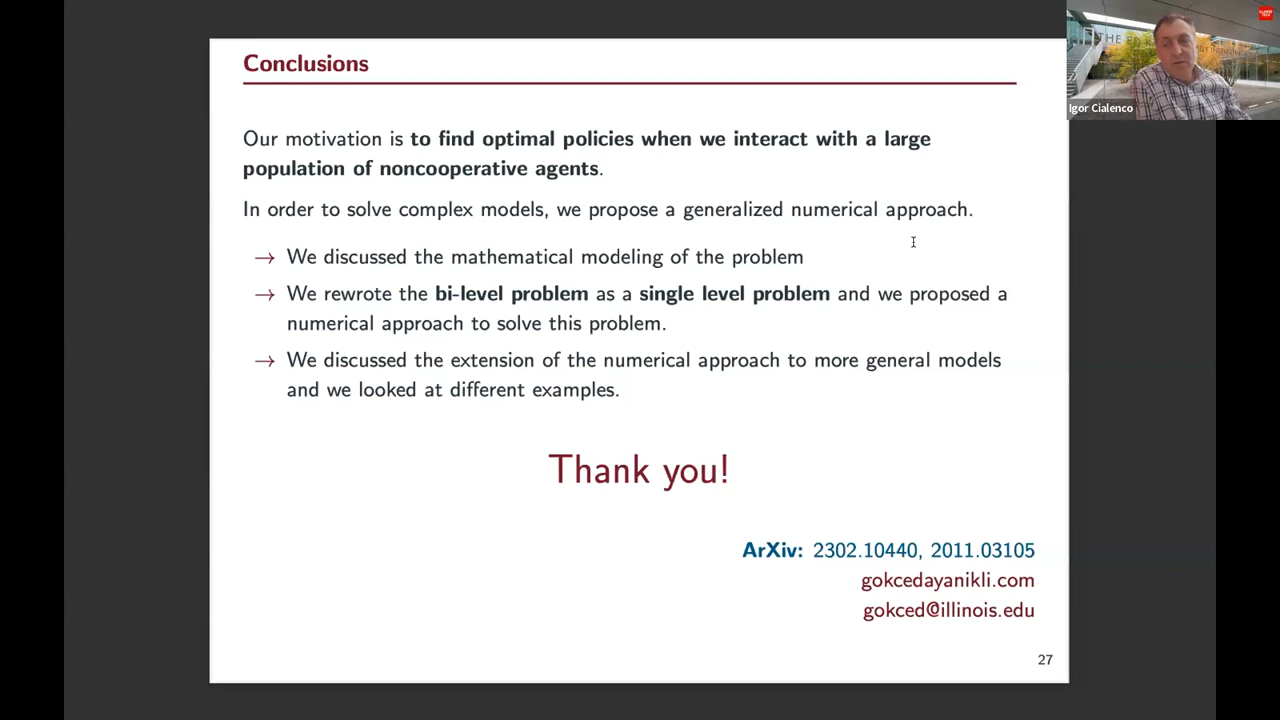 Conclusions
Our motivation is to find optimal policies when we interact with a large
population of noncooperative agents.
In order to solve complex models, we propose a generalized numerical approach.
→ We discussed the mathematical modeling of the problem
→ We rewrote the bi-level problem as a single level problem and we proposed a
numerical approach to solve this problem.
→ We discussed the extension of the numerical approach to more general models
and we looked at different examples.
Thank you!
ArXiv: 2302.10440, 2011.03105
gokcedayanikli.com
gokced@illinois.edu
27
Igor Cialenco
ILLINOIS
TECH
THE